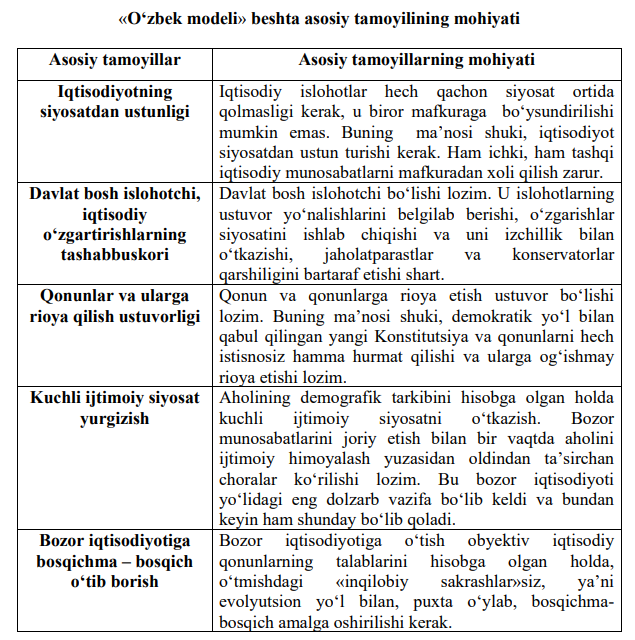 «O‘zbek modeli» beshta asosiy tamoyilining mohiyati
Asosiy tamoyillar
Asosiy tamoyillarning mohiyati
Iqtisodiyotning
siyosatdan ustunligi
Iqtisodiy islohotlar hech qachon siyosat ortida
qolmasligi kerak, u biror mafkuraga bo‘ysundirilishi
mumkin emas. Buning ma’nosi shuki, iqtisodiyot
siyosatdan ustun turishi kerak. Ham ichki, ham tashqi
iqtisodiy munosabatlarni mafkuradan xoli qilish zarur.
Davlat bosh islohotchi,
iqtisodiy
o‘zgartirishlarning
tashabbuskori
Davlat bosh islohotchi bo‘lishi lozim. U islohotlarning
ustuvor yo‘nalishlarini belgilab berishi, o‘zgarishlar
siyosatini ishlab chiqishi va uni izchillik bilan
o‘tkazishi, jaholatparastlar va konservatorlar
qarshiligini bartaraf etishi shart.
Qonunlar va ularga
rioya qilish ustuvorligi
Qonun va qonunlarga rioya etish ustuvor bo‘lishi
lozim. Buning ma’nosi shuki, demokratik yo‘l bilan
qabul qilingan yangi Konstitutsiya va qonunlarni hech
istisnosiz hamma hurmat qilishi va ularga og‘ishmay
rioya etishi lozim.
Kuchli ijtimoiy siyosat
yurgizish
Aholining demografik tarkibini hisobga olgan holda
kuchli ijtimoiy siyosatni o‘tkazish. Bozor
munosabatlarini joriy etish bilan bir vaqtda aholini
ijtimoiy himoyalash yuzasidan oldindan ta’sirchan
choralar ko‘rilishi lozim. Bu bozor iqtisodiyoti
yo‘lidagi eng dolzarb vazifa bo‘lib keldi va bundan
keyin ham shunday bo‘lib qoladi.
Bozor iqtisodiyotiga
bosqichma – bosqich
o‘tib borish
Bozor iqtisodiyotiga o‘tish obyektiv iqtisodiy
qonunlarning talablarini hisobga olgan holda,
o‘tmishdagi «inqilobiy sakrashlar»siz, ya’ni
evolyutsion yo‘l bilan, puxta o‘ylab, bosqichma-
bosqich amalga oshirilishi kerak.